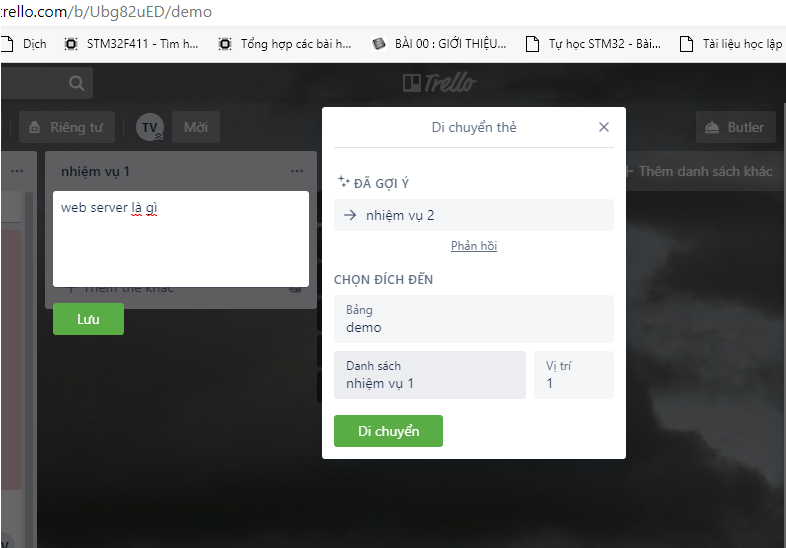 trello.com/b/Ubg82uED/demo
Dịch
STM32F411 - Tìm h...
Tổng hợp các bài h...
BÀI 00 : GIỚI THIỆU...
Tự học STM32 - Bài...
Tài liệu học lập
Trello
Riêng tư
TV
Mời
Butler
nhiệm vụ 1
web server là gì
Thêm thẻ khác
Lưu
Di chuyển thẻ
ĐÃ GỢI Ý
nhiệm vụ 2
Phản hồi
CHỌN ĐÍCH ĐẾN
Bảng
demo
Danh sách
nhiệm vụ 1
Vị trí
1
Di chuyển
Thêm danh sách khác